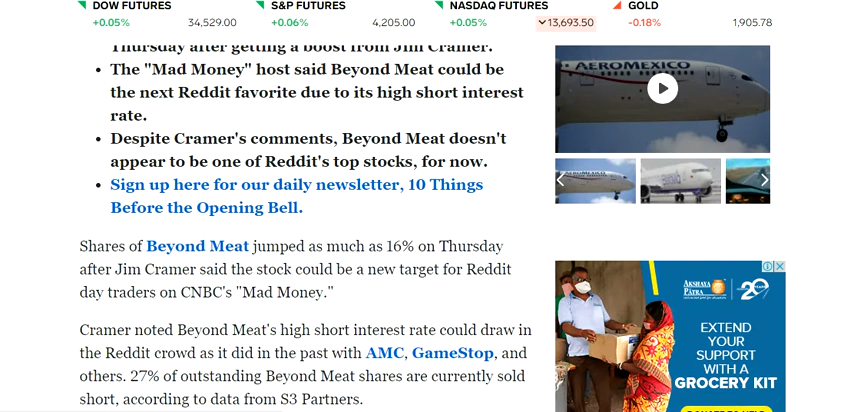 DOW FUTURES
+0.05% 34,529.00
S&P FUTURES
+0.06% 4,205.00
NASDAQ FUTURES
+0.05% 13,693.50
GOLD
-0.18% 1,905.78
Thursday after getting a boost from Jim Cramer.
The "Mad Money" host said Beyond Meat could be
the next Reddit favorite due to its high short interest
rate.
Despite Cramer's comments, Beyond Meat doesn't
appear to be one of Reddit's top stocks, for now.
Sign up here for our daily newsletter, 10 Things
Before the Opening Bell.
Shares of Beyond Meat jumped as much as 16% on Thursday
after Jim Cramer said the stock could be a new target for Reddit
day traders on CNBC's "Mad Money."
Cramer noted Beyond Meat's high short interest rate could draw in
the Reddit crowd as it did in the past with AMC, GameStop, and
others. 27% of outstanding Beyond Meat shares are currently sold
short, according to data from S3 Partners.
AEROMEXICO
AEROMEXICO
AKSHAYA
PATRA
20
EXTEND
YOUR
SUPPORT
WITH A
GROCERY KIT